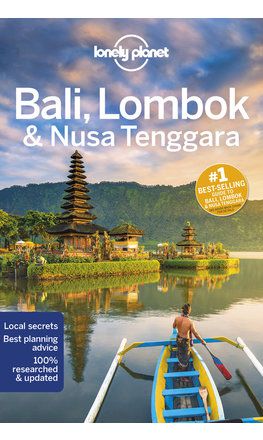 lonely planet
Bali, Lombok
& Nusa Tenggara
#1
BEST-SELLING
GUIDE TO
BALI, LOMBOK
& NUSA TENGGARA
Local secrets
Best planning
advice
100%
researched
& updated